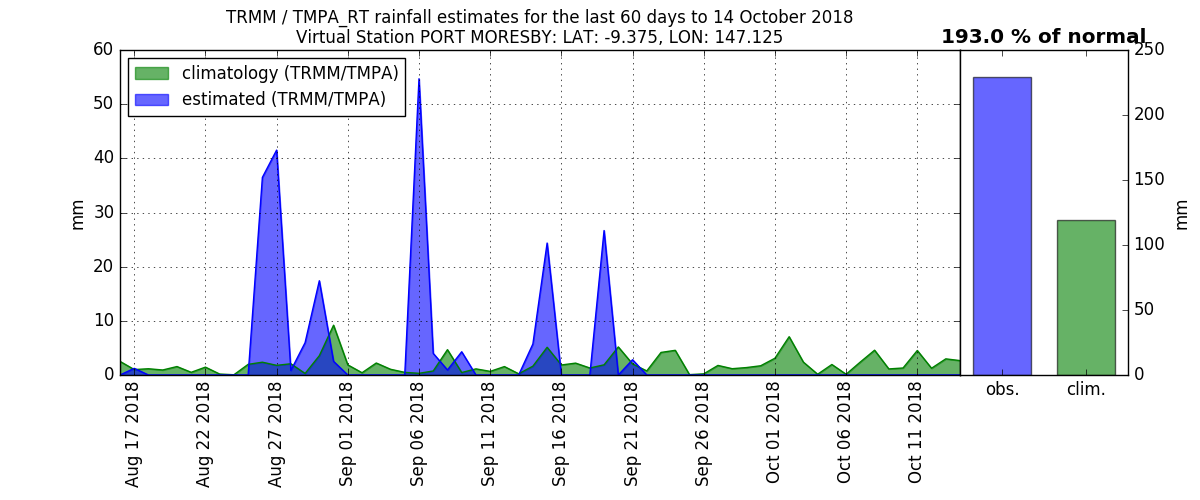 TRMM / TMPA_RT rainfall estimates for the last 60 days to 14 October 2018
Virtual Station PORT MORESBY: LAT: -9.375, LON: 147.125
193.0 % of normal
climatology (TRMM/TMPA)
estimated (TRMM/TMPA)
60
50
40
30
20
10
0
mm
Aug 17 2018
Aug 22 2018
Aug 27 2018
Sep 01 2018
Sep 06 2018
Sep 11 2018
Sep 16 2018
Sep 21 2018
Sep 26 2018
Oct 01 2018
Oct 06 2018
Oct 11 2018
obs.
clim.
250
200
150
100
50
0
mm